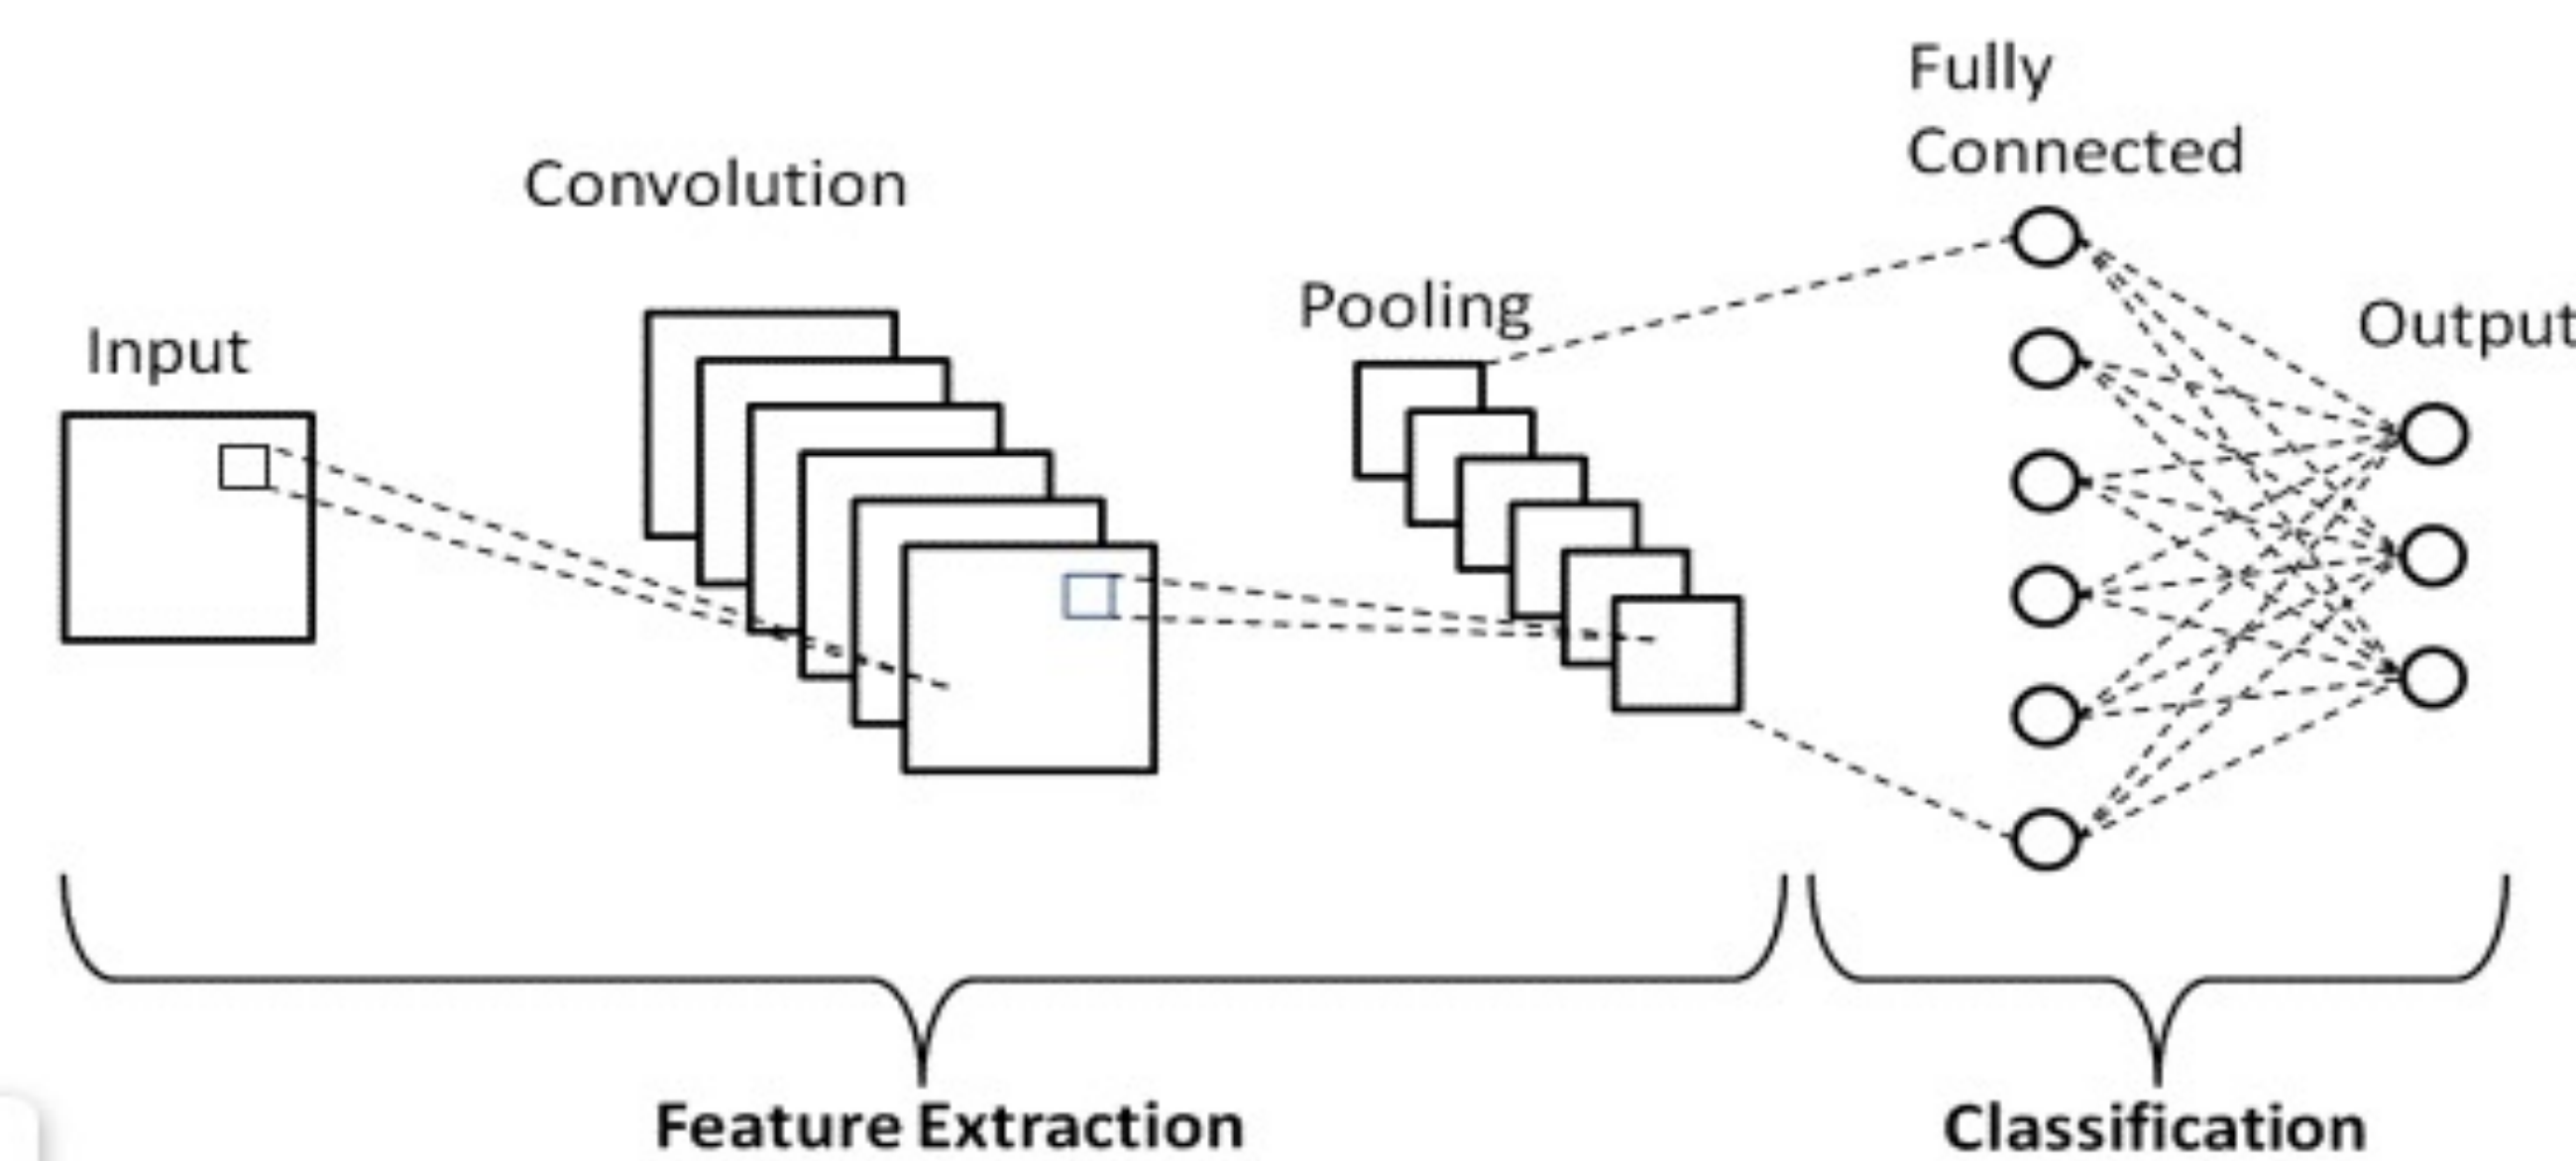 Fully
Connected
Convolution
Pooling
Input
Output
Feature Extraction
Classification